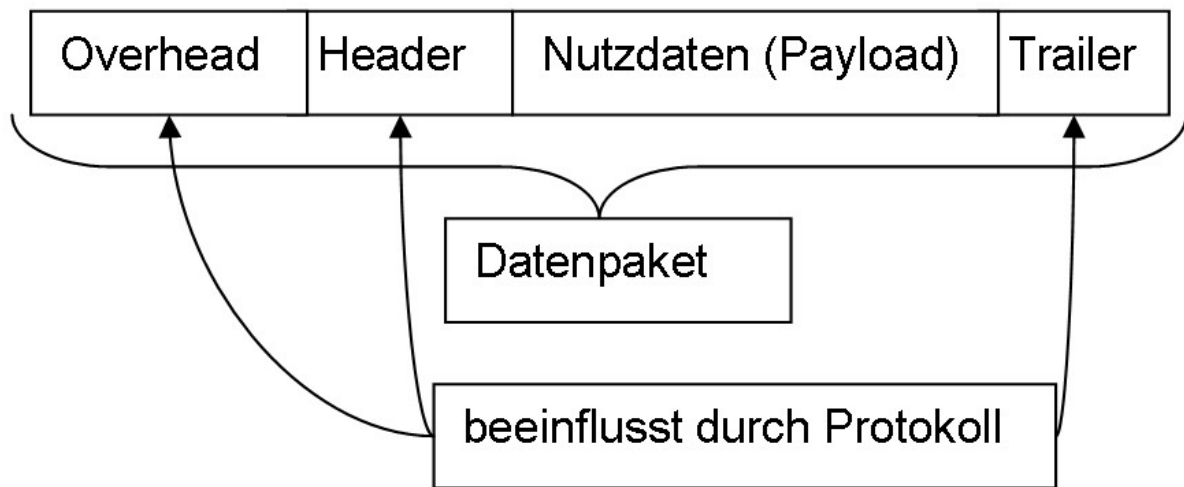 Overhead Header Nutzdaten (Payload) Trailer
Datenpaket
beeinflusst durch Protokoll